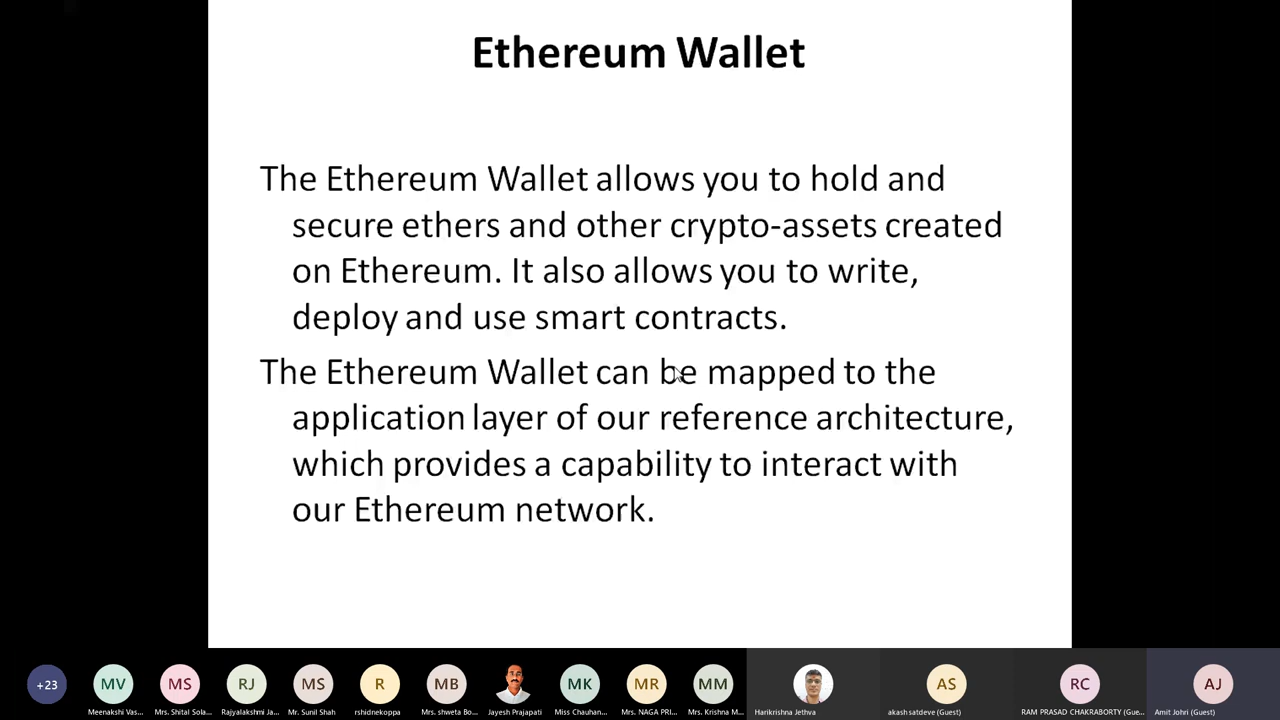 Ethereum Wallet
The Ethereum Wallet allows you to hold and
secure ethers and other crypto-assets created
on Ethereum. It also allows you to write,
deploy and use smart contracts.
The Ethereum Wallet can be mapped to the
application layer of our reference architecture,
which provides a capability to interact with
our Ethereum network.
+23 MV MS RJ MS R MB MK MR MM AS RC AJ
Meenakshi Vas... Mrs. Shital Sola... Rajyalakshmi Ja... Mr. Sunil Shah rshidnekoppa Mrs. shweta Bo... Jayesh Prajapati Miss Chauhan... Mrs. NAGA PRI... Mrs. Krishna M... Harikrishna Jethva akash satdeve (Guest) RAM PRASAD CHAKRABORTY (Gue... Amit Johri (Guest)